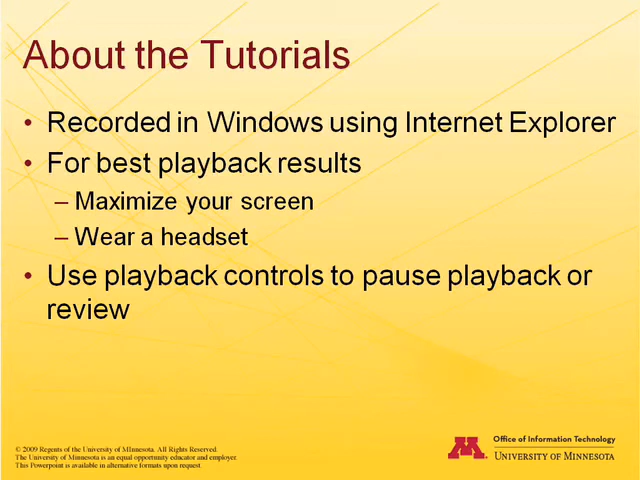 About the Tutorials
• Recorded in Windows using Internet Explorer
• For best playback results
– Maximize your screen
– Wear a headset
• Use playback controls to pause playback or
review
© 2009 Regents of the University of MInnesota. All Rights Reserved.
The University of Minnesota is an equal opportunity educator and employer.
This Powerpoint is available in alternative formats upon request.
M
Office of Information Technology
UNIVERSITY OF MINNESOTA